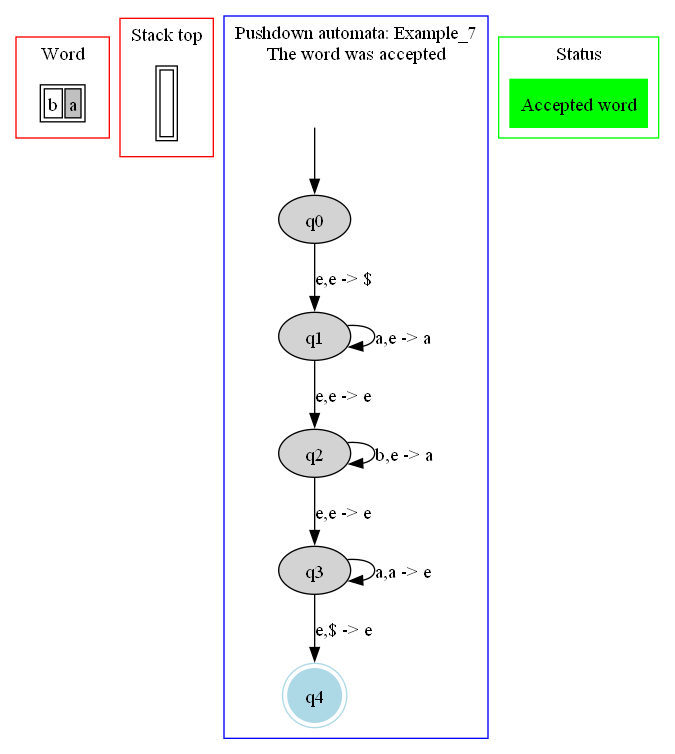 Word
b a
Stack top
Pushdown automata: Example_7
The word was accepted
Status
Accepted word
q0
e,e -> $
q1
a,e -> a
e,e -> e
q2
b,e -> a
e,e -> e
q3
a,a -> e
e,$ -> e
q4